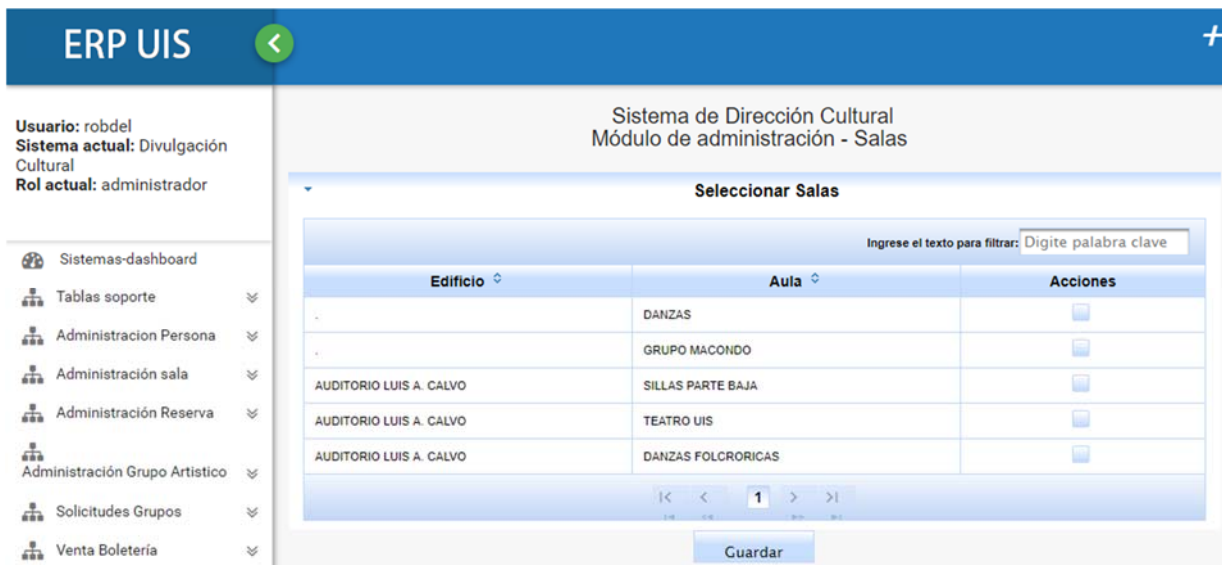 ERP UIS
Usuario: robdel
Sistema actual: Divulgación
Cultural
Rol actual: administrador
Sistemas-dashboard
Tablas soporte
Administracion Persona
Administración sala
Administración Reserva
Administración Grupo Artistico
Solicitudes Grupos
Venta Boletería
Sistema de Dirección Cultural
Módulo de administración - Salas
Seleccionar Salas
Ingrese el texto para filtrar: Digite palabra clave
Edificio Aula Acciones
. DANZAS
. GRUPO MACONDO
AUDITORIO LUIS A. CALVO SILLAS PARTE BAJA
AUDITORIO LUIS A. CALVO TEATRO UIS
AUDITORIO LUIS A. CALVO DANZAS FOLCRORICAS
1
Guardar